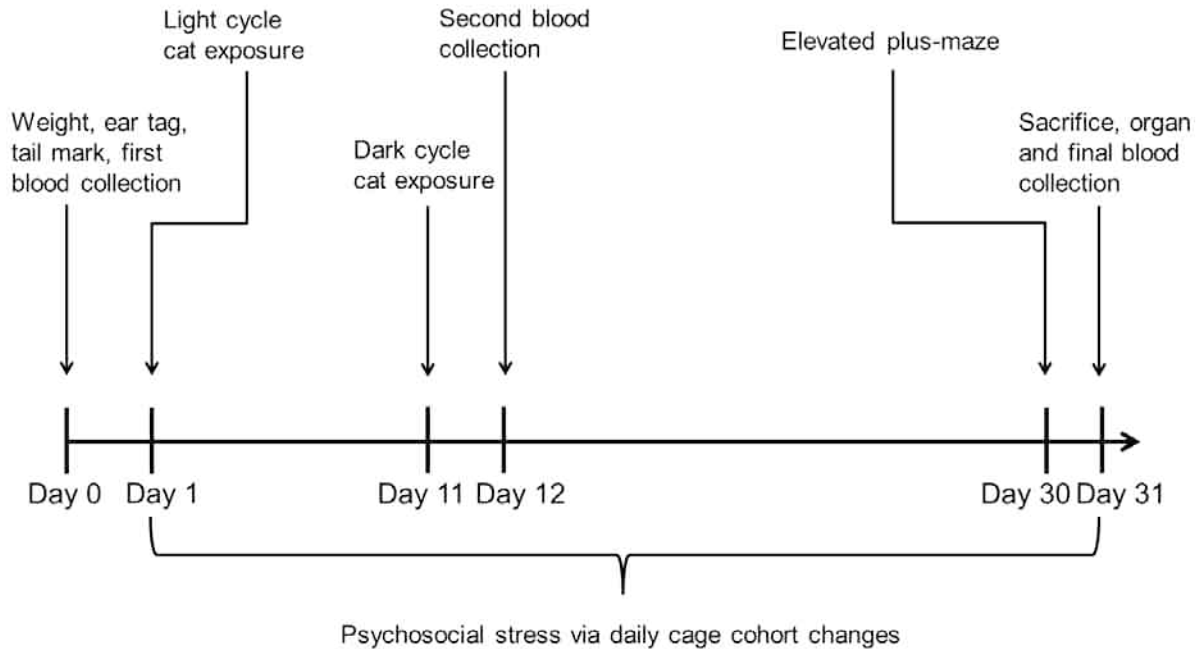 Light cycle
cat exposure
Second blood
collection
Elevated plus-maze
Weight, ear tag,
tail mark, first
blood collection
Dark cycle
cat exposure
Sacrifice, organ
and final blood
collection
Day 0 Day 1 Day 11 Day 12 Day 30 Day 31
Psychosocial stress via daily cage cohort changes